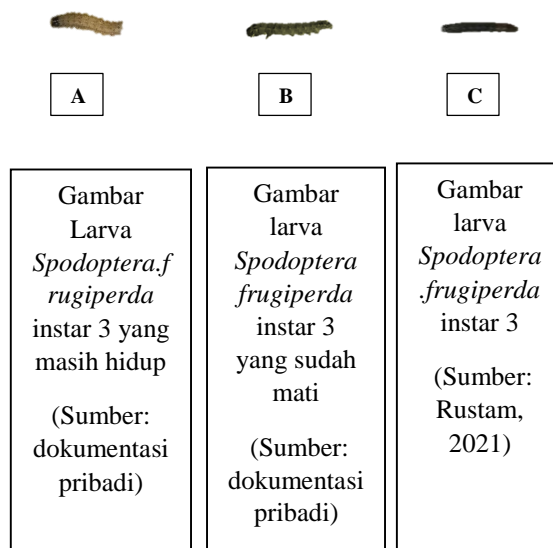 A
B
C
Gambar
Larva
Spodoptera.f
rugiperda
instar 3 yang
masih hidup
(Sumber:
dokumentasi
pribadi)
Gambar
larva
Spodoptera
frugiperda
instar 3
yang sudah
mati
(Sumber:
dokumentasi
pribadi)
Gambar
larva
Spodoptera
.frugiperda
instar 3
(Sumber:
Rustam,
2021)